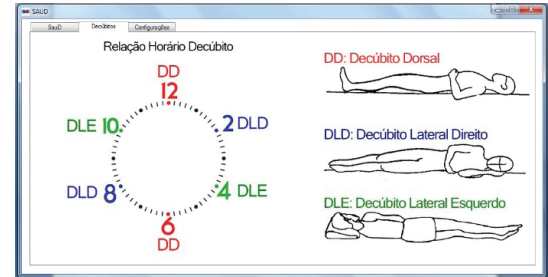 SAUD
SauD
Decúbitos
Configurações
Relação Horário Decúbito
DD
12
DLE 10
2 DLD
DLD 8
4 DLE
6
DD
DD: Decúbito Dorsal
DLD: Decúbito Lateral Direito
DLE: Decúbito Lateral Esquerdo